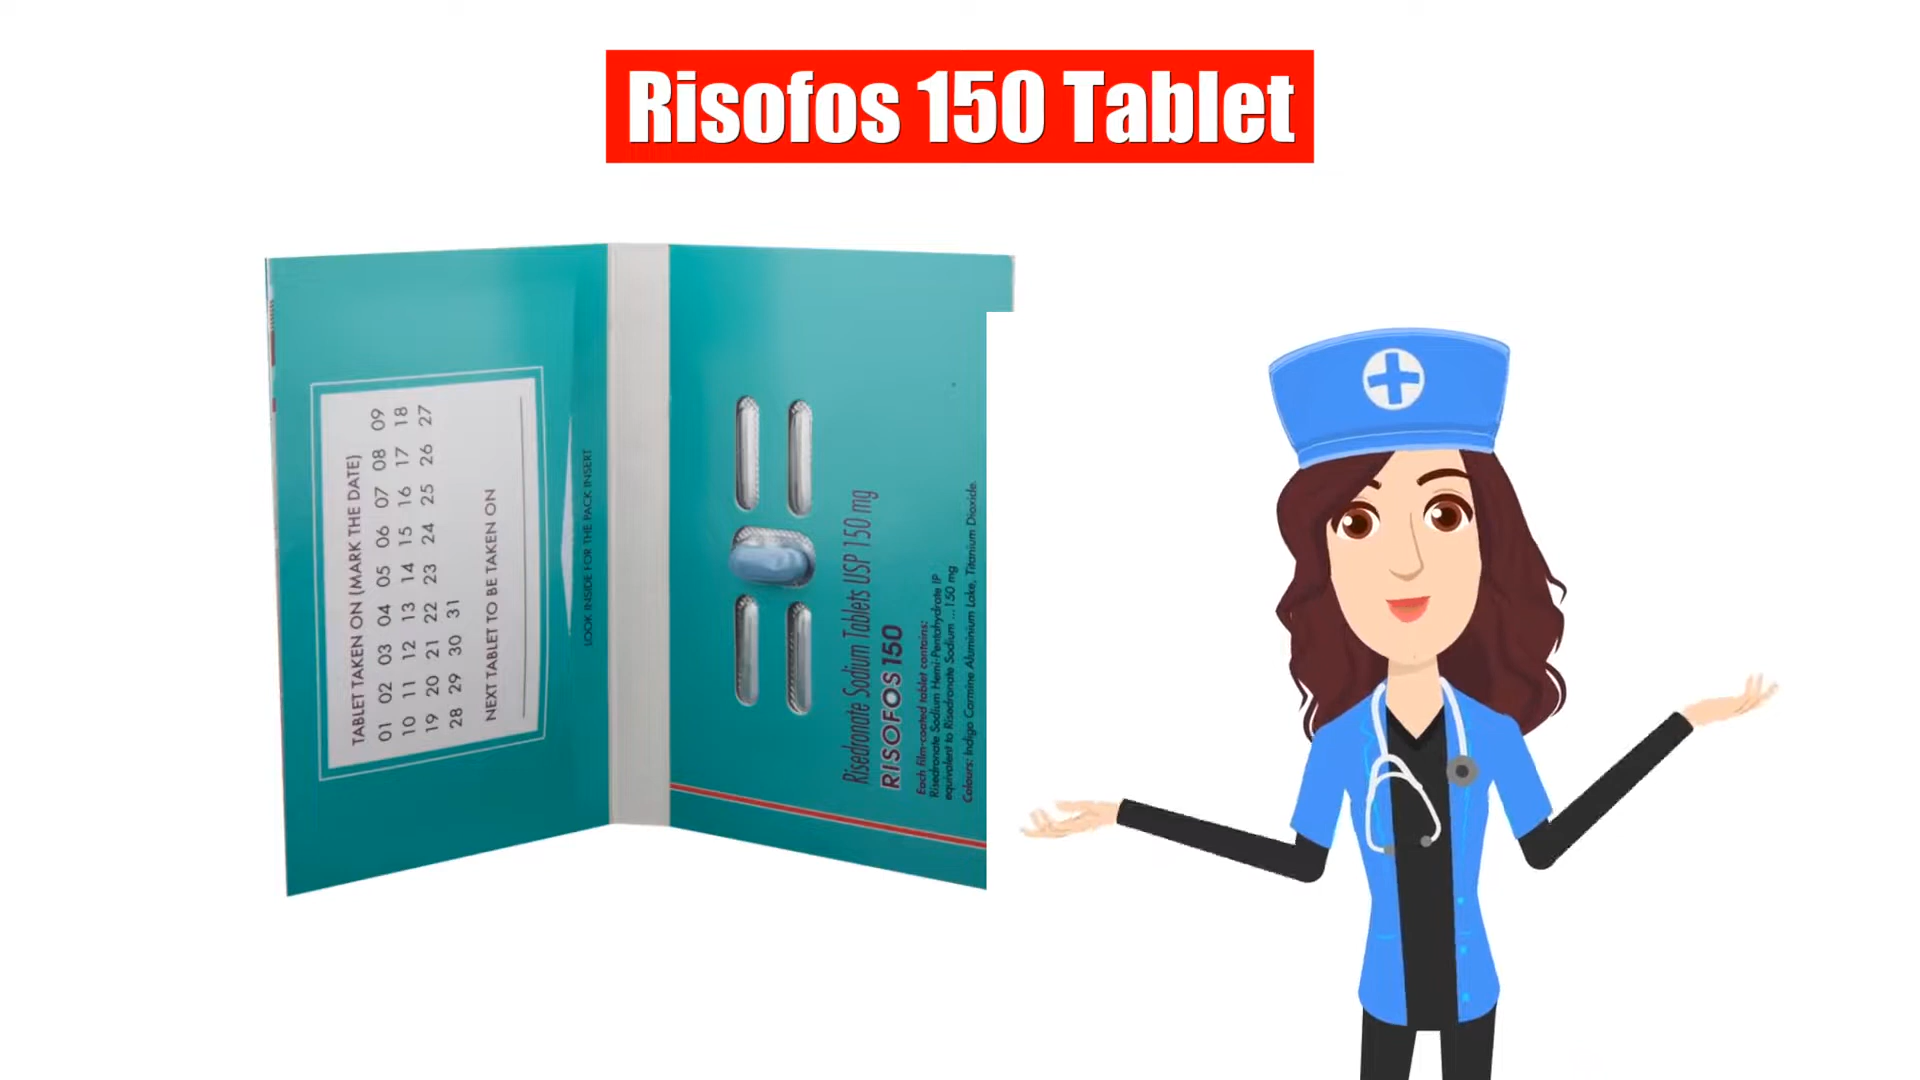 Risofos 150 Tablet
TABLET TAKEN ON (MARK THE DATE)
01 02 03 04 05 06 07 08 09
10 11 12 13 14 15 16 17 18
19 20 21 22 23 24 25 26 27
28 29 30 31
NEXT TABLET TO BE TAKEN ON
LOOK INSIDE FOR THE PACK INSERT
Risedronate Sodium Tablets USP 150 mg
RISOFOS 150
Each film-coated tablet contains:
Risedronate Sodium Hemi-Pentahydrate IP
equivalent to Risedronate Sodium ...150 mg
Colours: Indigo Carmine Aluminium Lake, Titanium Dioxide.